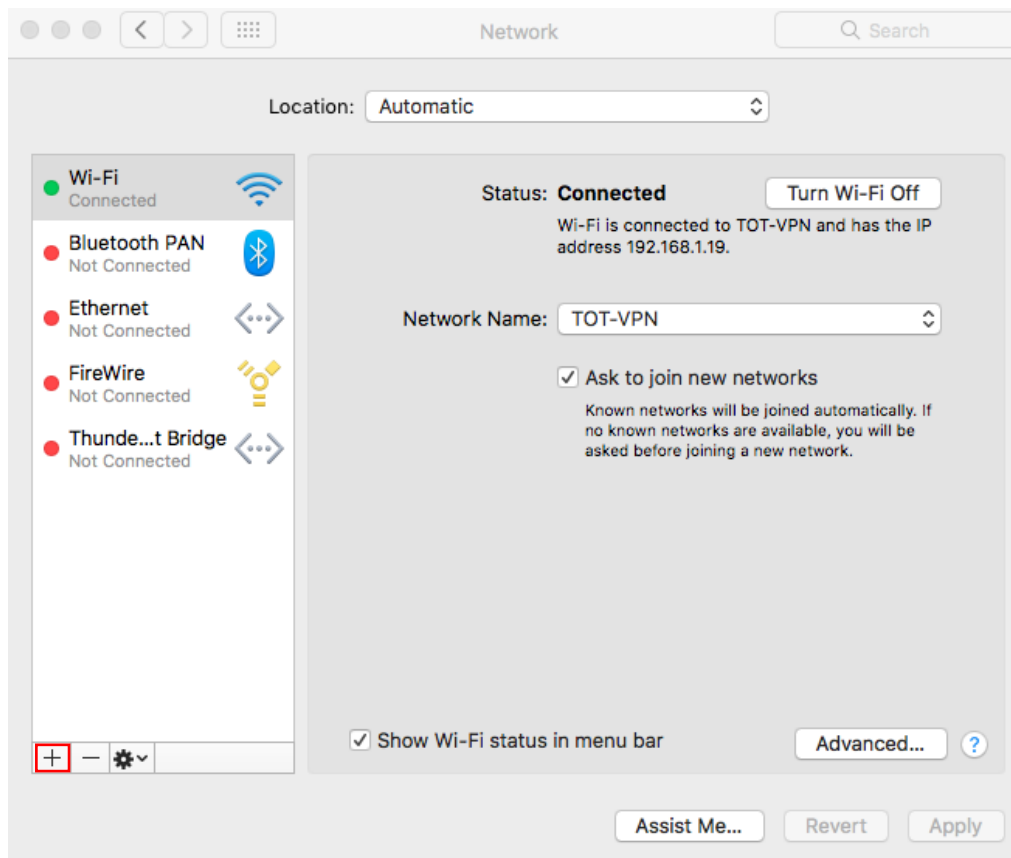 Network
Search
Location: Automatic
Wi-Fi
Connected
Bluetooth PAN
Not Connected
Ethernet
Not Connected
FireWire
Not Connected
Thunde...t Bridge
Not Connected
Status: Connected
Turn Wi-Fi Off
Wi-Fi is connected to TOT-VPN and has the IP
address 192.168.1.19.
Network Name: TOT-VPN
Ask to join new networks
Known networks will be joined automatically. If
no known networks are available, you will be
asked before joining a new network.
Show Wi-Fi status in menu bar
Advanced...
?
Assist Me...
Revert
Apply